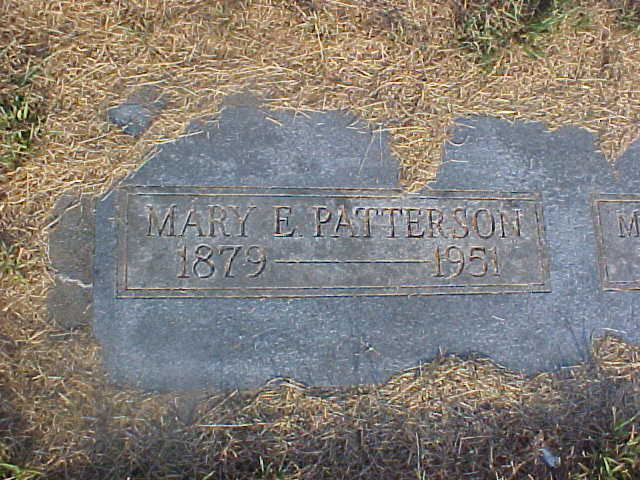 MARY E. PATTERSON
1879 — 1951
M